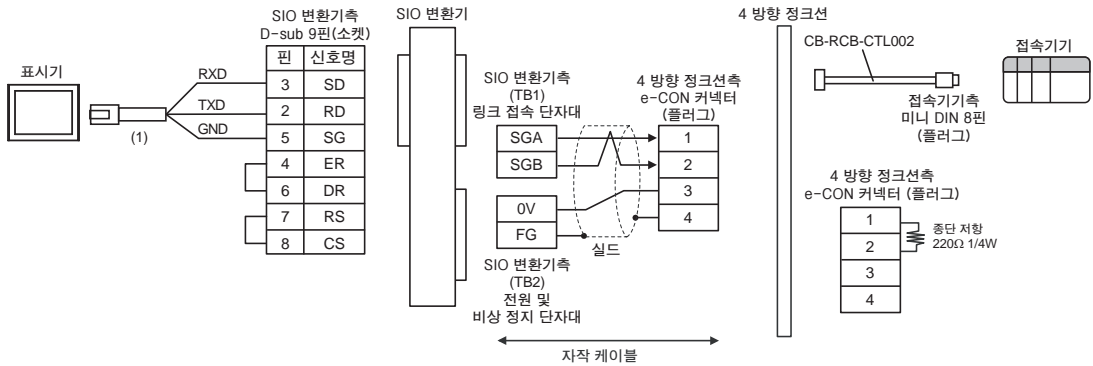 표시기
RXD
TXD
GND
(1)
SIO 변환기측
D-sub 9핀(소켓)
핀 신호명
3 SD
2 RD
5 SG
4 ER
6 DR
7 RS
8 CS
SIO 변환기
SIO 변환기측
(TB1)
링크 접속 단자대
SGA
SGB
0V
FG
SIO 변환기측
(TB2)
전원 및
비상 정지 단자대
실드
4 방향 정크션측
e-CON 커넥터
(플러그)
1
2
3
4
자작 케이블
4 방향 정크션
CB-RCB-CTL002
접속기기측
미니 DIN 8핀
(플러그)
접속기기
4 방향 정크션측
e-CON 커넥터 (플러그)
1
2
3
4
종단 저항
220Ω 1/4W